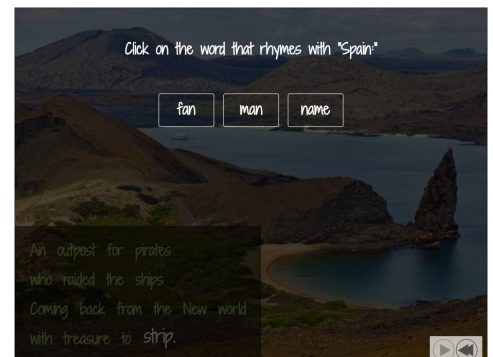 Click on the word that rhymes with "Spain:"
fan man name
An outpost for pirates
who raided the ships
Coming back from the New world
with treasure to strip.